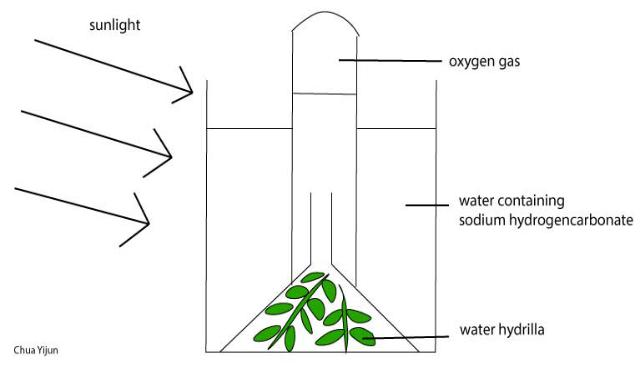 sunlight
oxygen gas
water containing
sodium hydrogencarbonate
water hydrilla
Chua Yijun